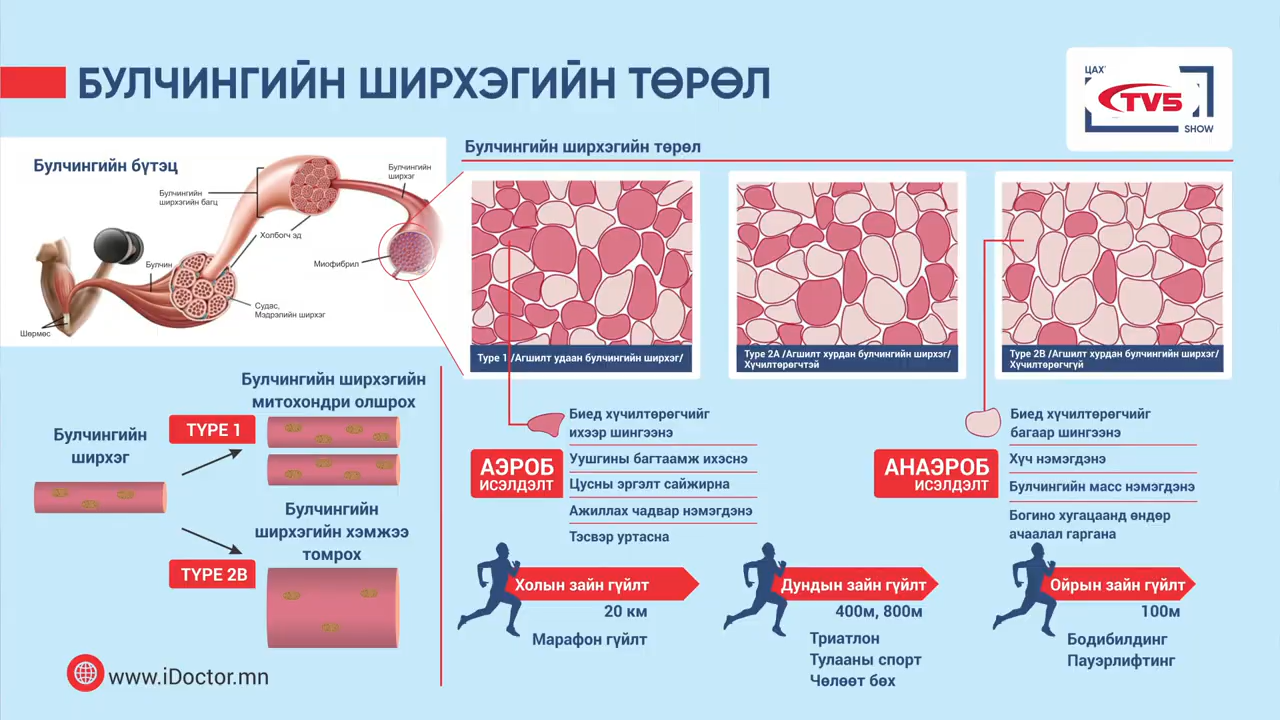 БУЛЧИНГИЙН ШИРХЭГИЙН ТӨРӨЛ
ЦАХ
TV5
SHOW
Булчингийн бүтэц
Булчингийн
ширхэгийн багц
Булчингийн
ширхэг
Холбогч эд
Миофибрил
Булчин
Судас,
Мэдрэлийн ширхэг
Шөрмөс
Булчингийн ширхэгийн төрөл
Type 1 /Агшилт удаан булчингийн ширхэг/
Type 2A /Агшилт хурдан булчингийн ширхэг/
Хүчилтөрөгчтэй
Type 2B /Агшилт хурдан булчингийн ширхэг/
Хүчилтөрөгчгүй
Булчингийн
ширхэг
TYPE 1
Булчингийн ширхэгийн
митохондри олшрох
TYPE 2B
Булчингийн
ширхэгийн хэмжээ
томрох
www.iDoctor.mn
АЭРОБ
ИСЭЛДЭЛТ
Биед хүчилтөрөгчийг
ихээр шингээнэ
Уушгины багтаамж ихэснэ
Цусны эргэлт сайжирна
Ажиллах чадвар нэмэгдэнэ
Тэсвэр уртасна
АНАЭРОБ
ИСЭЛДЭЛТ
Биед хүчилтөрөгчийг
багаар шингээнэ
Хүч нэмэгдэнэ
Булчингийн масс нэмэгдэнэ
Богино хугацаанд өндөр
ачаалал гаргана
Холын зайн гүйлт
20 км
Марафон гүйлт
Дундын зайн гүйлт
400м, 800м
Триатлон
Тулааны спорт
Чөлөөт бөх
Ойрын зайн гүйлт
100м
Бодибилдинг
Пауэрлифтинг